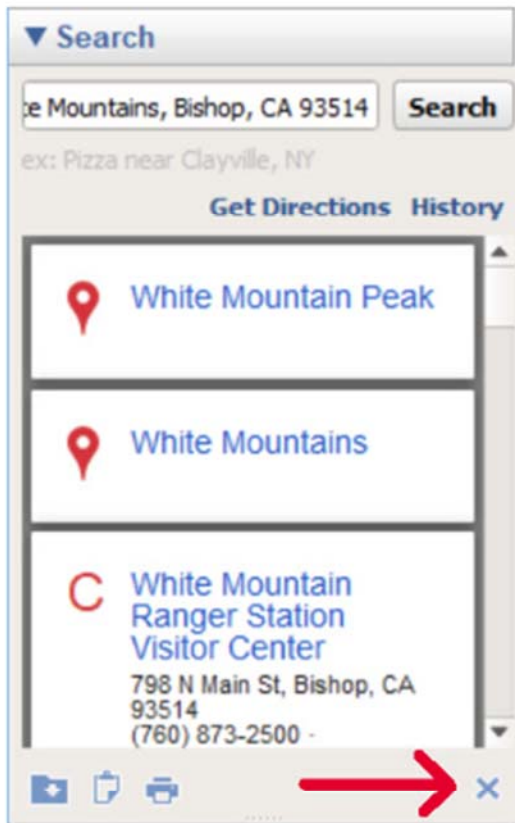 Search
te Mountains, Bishop, CA 93514 Search
ex: Pizza near Clayville, NY
Get Directions History
White Mountain Peak
White Mountains
C White Mountain
Ranger Station
Visitor Center
798 N Main St, Bishop, CA
93514
(760) 873-2500 -